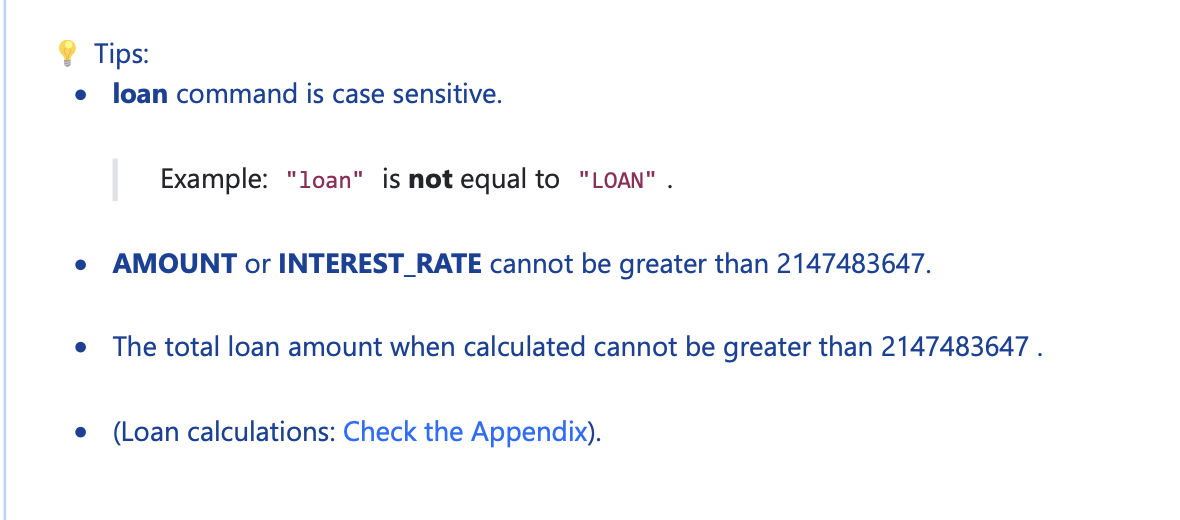 💡 Tips:
• loan command is case sensitive.
Example: "loan" is not equal to "LOAN" .
• AMOUNT or INTEREST_RATE cannot be greater than 2147483647.
• The total loan amount when calculated cannot be greater than 2147483647 .
• (Loan calculations: Check the Appendix).